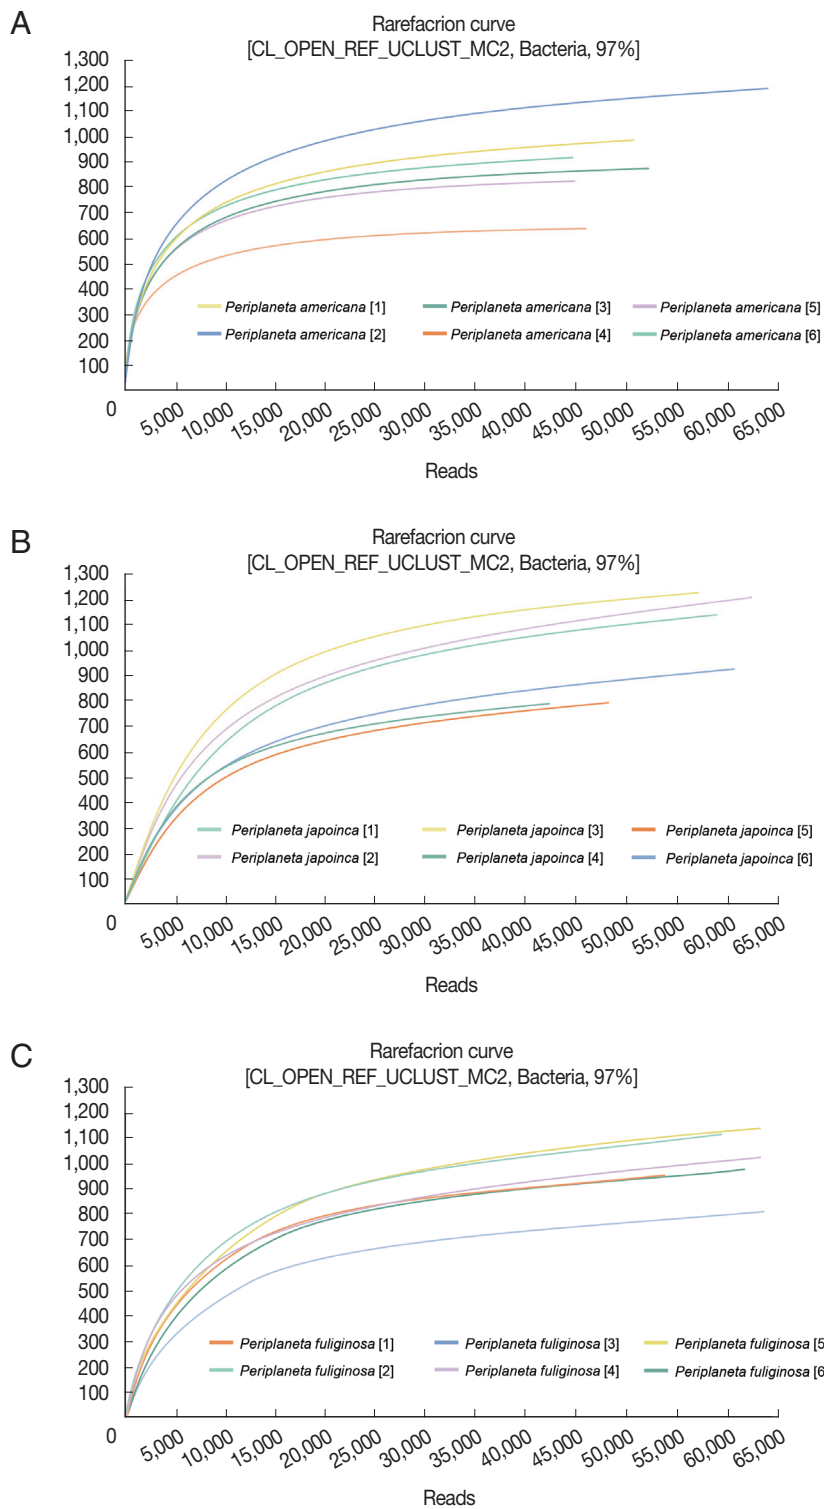 A
Rarefacrion curve
[CL_OPEN_REF_UCLUST_MC2, Bacteria, 97%]
1,300
1,200
1,100
1,000
900
800
700
600
500
400
300
200
100
0
Periplaneta americana [1]
Periplaneta americana [3]
Periplaneta americana [5]
Periplaneta americana [2]
Periplaneta americana [4]
Periplaneta americana [6]
5,000
10,000
15,000
20,000
25,000
30,000
35,000
40,000
45,000
50,000
55,000
60,000
65,000
Reads
B
Rarefacrion curve
[CL_OPEN_REF_UCLUST_MC2, Bacteria, 97%]
1,300
1,200
1,100
1,000
900
800
700
600
500
400
300
200
100
0
Periplaneta japoinca [1]
Periplaneta japoinca [3]
Periplaneta japoinca [5]
Periplaneta japoinca [2]
Periplaneta japoinca [4]
Periplaneta japoinca [6]
5,000
10,000
15,000
20,000
25,000
30,000
35,000
40,000
45,000
50,000
55,000
60,000
65,000
Reads
C
Rarefacrion curve
[CL_OPEN_REF_UCLUST_MC2, Bacteria, 97%]
1,300
1,200
1,100
1,000
900
800
700
600
500
400
300
200
100
0
Periplaneta fuliginosa [1]
Periplaneta fuliginosa [3]
Periplaneta fuliginosa [5
Periplaneta fuliginosa [2]
Periplaneta fuliginosa [4]
Periplaneta fuliginosa [6
5,000
10,000
15,000
20,000
25,000
30,000
35,000
40,000
45,000
50,000
55,000
60,000
65,000
Reads